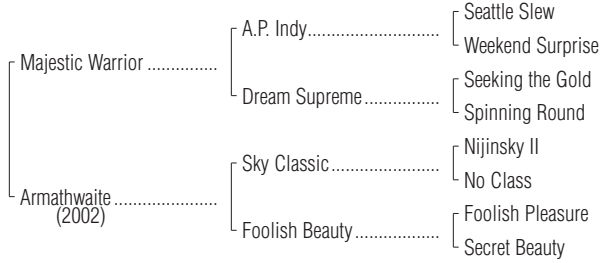 Seattle Slew
A.P. Indy..............................
Weekend Surprise
Majestic Warrior ................
Seeking the Gold
Dream Supreme.................
Spinning Round
Nijinsky II
Sky Classic.........................
No Class
Armathwaite .......................
(2002)
Foolish Pleasure
Foolish Beauty...................
Secret Beauty